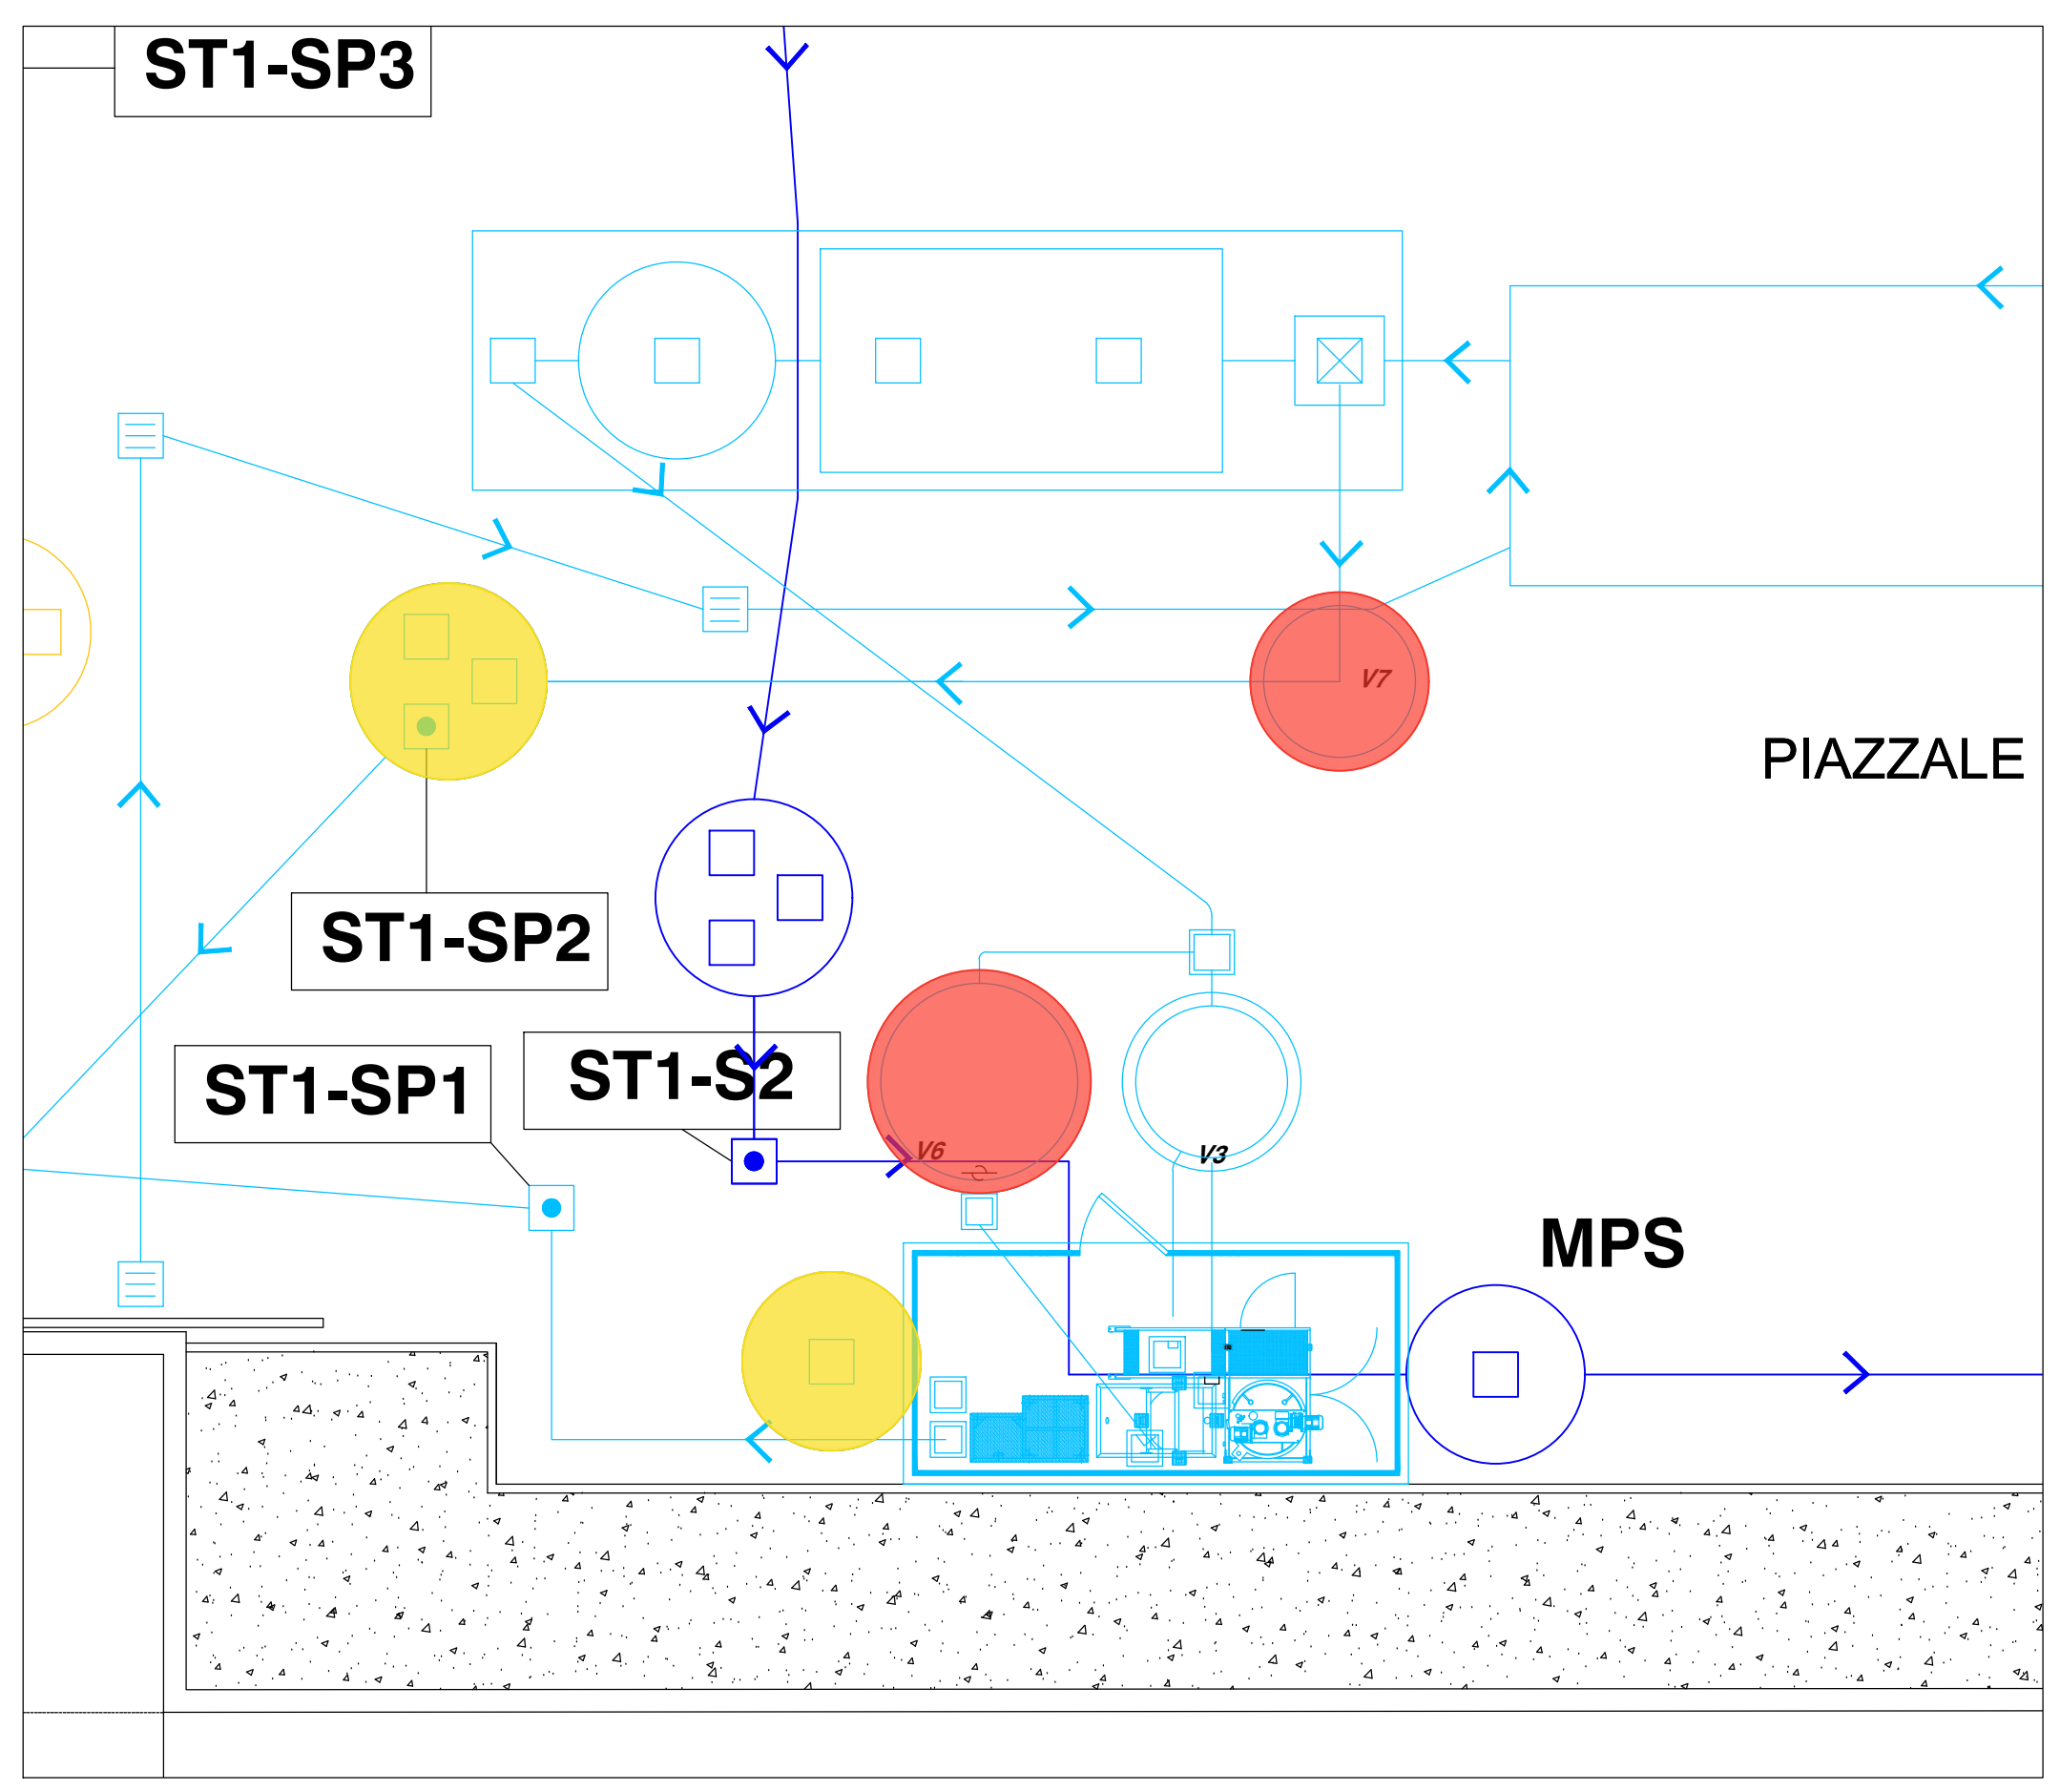 ST1-SP3
V7
PIAZZALE
ST1-SP2
ST1-S2
ST1-SP1
V6
V3
MPS